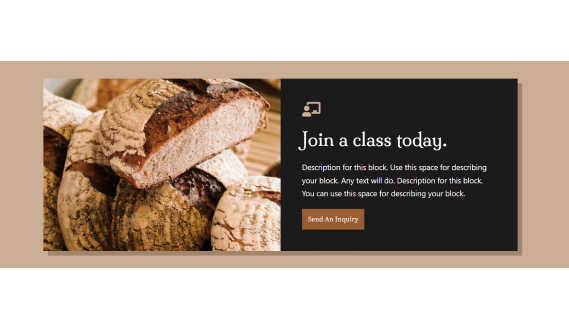 Join a class today.
Description for this block. Use this space for describing
your block. Any text will do. Description for this block.
You can use this space for describing your block.
Send An Inquiry